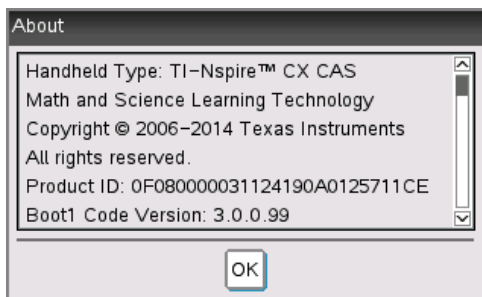 About
Handheld Type: TI-Nspire™ CX CAS
Math and Science Learning Technology
Copyright © 2006-2014 Texas Instruments
All rights reserved.
Product ID: 0F080000031124190A0125711CE
Boot1 Code Version: 3.0.0.99
OK